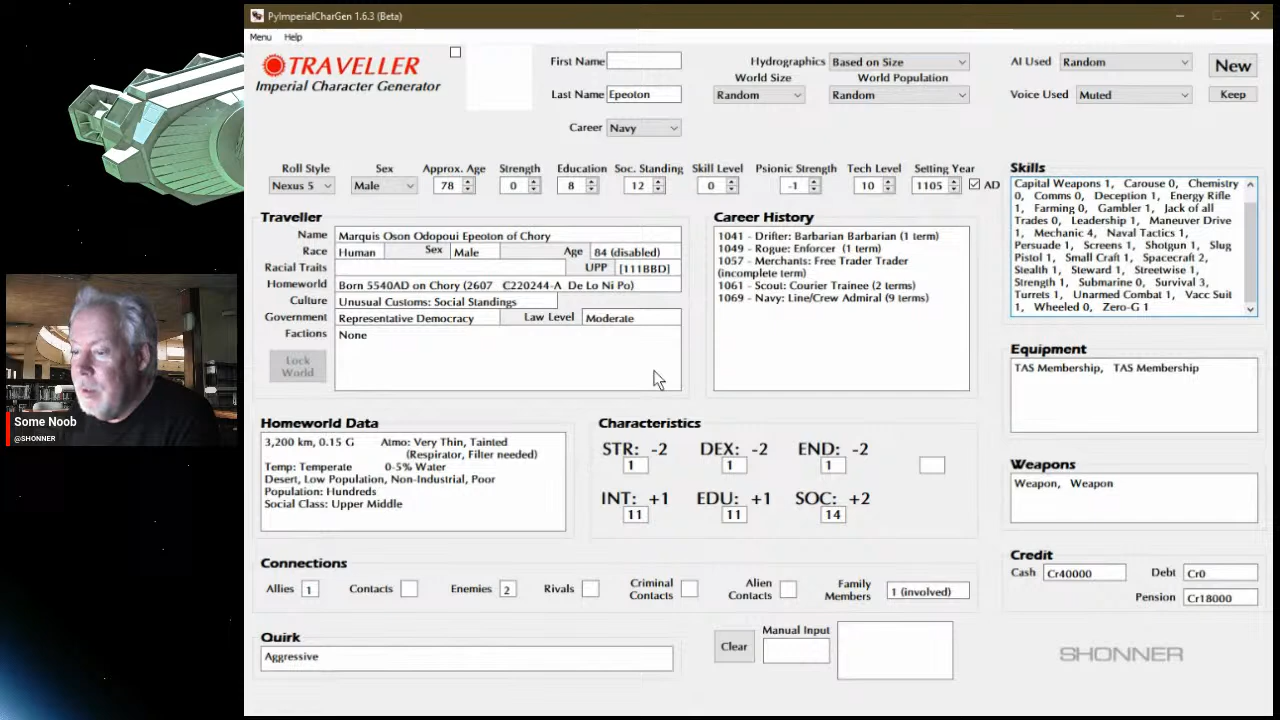 PyImperialCharGen 1.6.3 (Beta)
Menu Help
TRAVELLER
Imperial Character Generator
First Name
Last Name Epeoton
Career Navy
Hydrographics Based on Size
World Size World Population
Random Random
AI Used Random
Voice Used Muted
New
Keep
Roll Style Sex Approx. Age Strength Education Soc. Standing Skill Level Psionic Strength Tech Level Setting Year
Nexus 5 Male 78 0 8 12 0 -1 10 1105 AD
Traveller
Name Marquis Oson Odopoui Epeoton of Chory
Race Human Sex Male Age 84 (disabled)
Racial Traits UPP [111BBD]
Homeworld Born 5540AD on Chory (2607 C220244-A De Lo Ni Po)
Culture Unusual Customs: Social Standings
Government Representative Democracy Law Level Moderate
Factions None
Lock
World
Career History
1041 - Drifter: Barbarian Barbarian (1 term)
1049 - Rogue: Enforcer (1 term)
1057 - Merchants: Free Trader Trader
(incomplete term)
1061 - Scout: Courier Trainee (2 terms)
1069 - Navy: Line/Crew Admiral (9 terms)
Skills
Capital Weapons 1, Carouse 0, Chemistry
0, Comms 0, Deception 1, Energy Rifle
1, Farming 0, Gambler 1, Jack of all
Trades 0, Leadership 1, Maneuver Drive
1, Mechanic 4, Naval Tactics 1,
Persuade 1, Screens 1, Shotgun 1, Slug
Pistol 1, Small Craft 1, Spacecraft 2,
Stealth 1, Steward 1, Streetwise 1,
Strength 1, Submarine 0, Survival 3,
Turrets 1, Unarmed Combat 1, Vacc Suit
1, Wheeled 0, Zero-G 1
Equipment
TAS Membership, TAS Membership
Weapons
Weapon, Weapon
Credit
Cash Cr40000 Debt Cr0
Pension Cr18000
Some Noob
@SHONNER
Homeworld Data
3,200 km, 0.15 G Atmo: Very Thin, Tainted
(Respirator, Filter needed)
Temp: Temperate 0-5% Water
Desert, Low Population, Non-Industrial, Poor
Population: Hundreds
Social Class: Upper Middle
Characteristics
STR: -2 DEX: -2 END: -2
1 1 1
INT: +1 EDU: +1 SOC: +2
11 11 14
Connections
Allies 1 Contacts Enemies 2 Rivals Criminal Contacts Alien Contacts Family Members 1 (involved)
Quirk
Aggressive
Clear
Manual Input
SHONNER